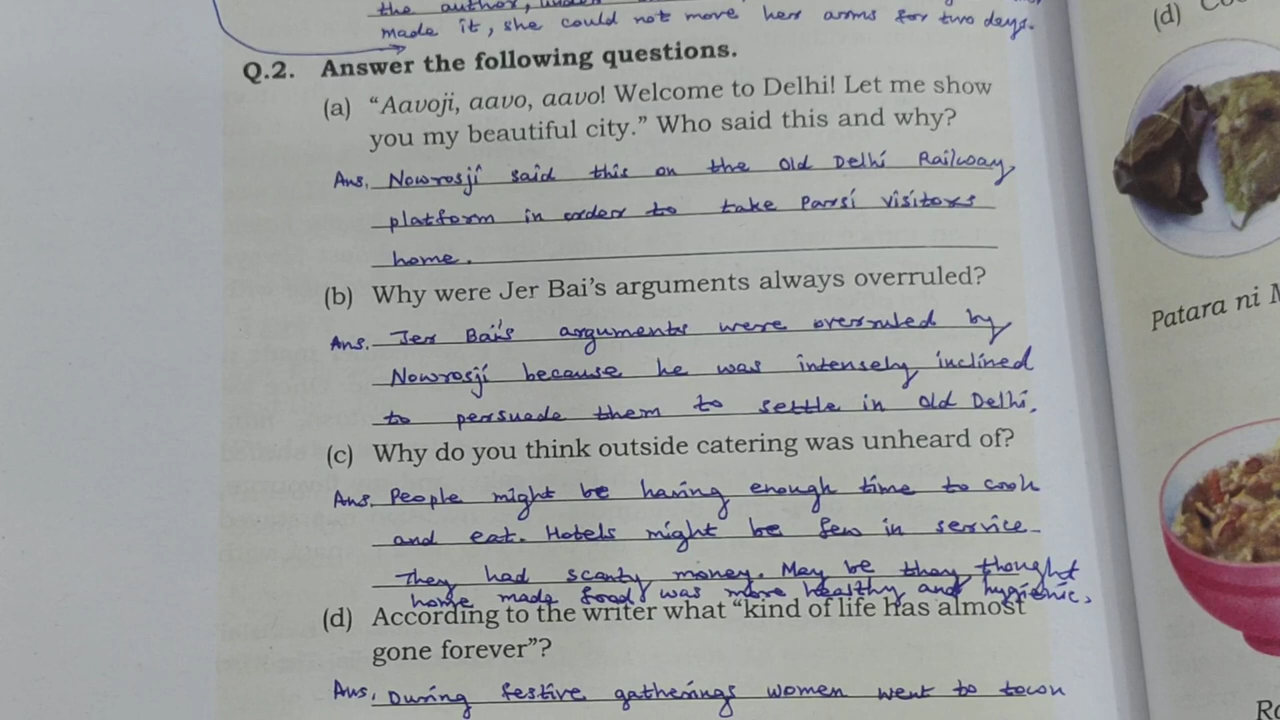 the author,
made it, she could not move her arms for two days.
(d)
Q.2. Answer the following questions.
(a) "Aavoji, aavo, aavo! Welcome to Delhi! Let me show
you my beautiful city." Who said this and why?
Ans. Nowrosji said this on the Old Delhi Railway
platform in order to take Parsi visitors
home.
(b) Why were Jer Bai's arguments always overruled?
Ans. Jer Bai's arguments were overruled by
Nowrosji because he was intensely inclined
to persuade them to settle in Old Delhi.
(c) Why do you think outside catering was unheard of?
Ans. People might be having enough time to cook
and eat. Hotels might be few in service.
They had scanty money. May be they thought
home made food was more healthy and hygienic.
(d) According to the writer what "kind of life has almost
gone forever"?
Ans. During festive gatherings women went to town
Patara ni